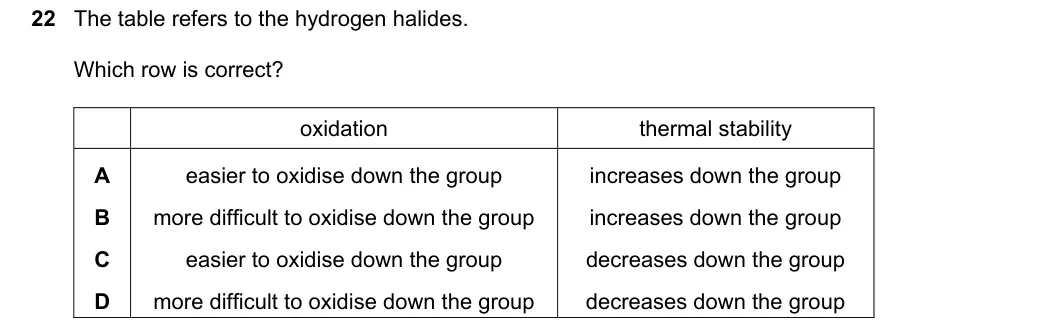 22 The table refers to the hydrogen halides.
Which row is correct?
oxidation thermal stability
A easier to oxidise down the group increases down the group
B more difficult to oxidise down the group increases down the group
C easier to oxidise down the group decreases down the group
D more difficult to oxidise down the group decreases down the group